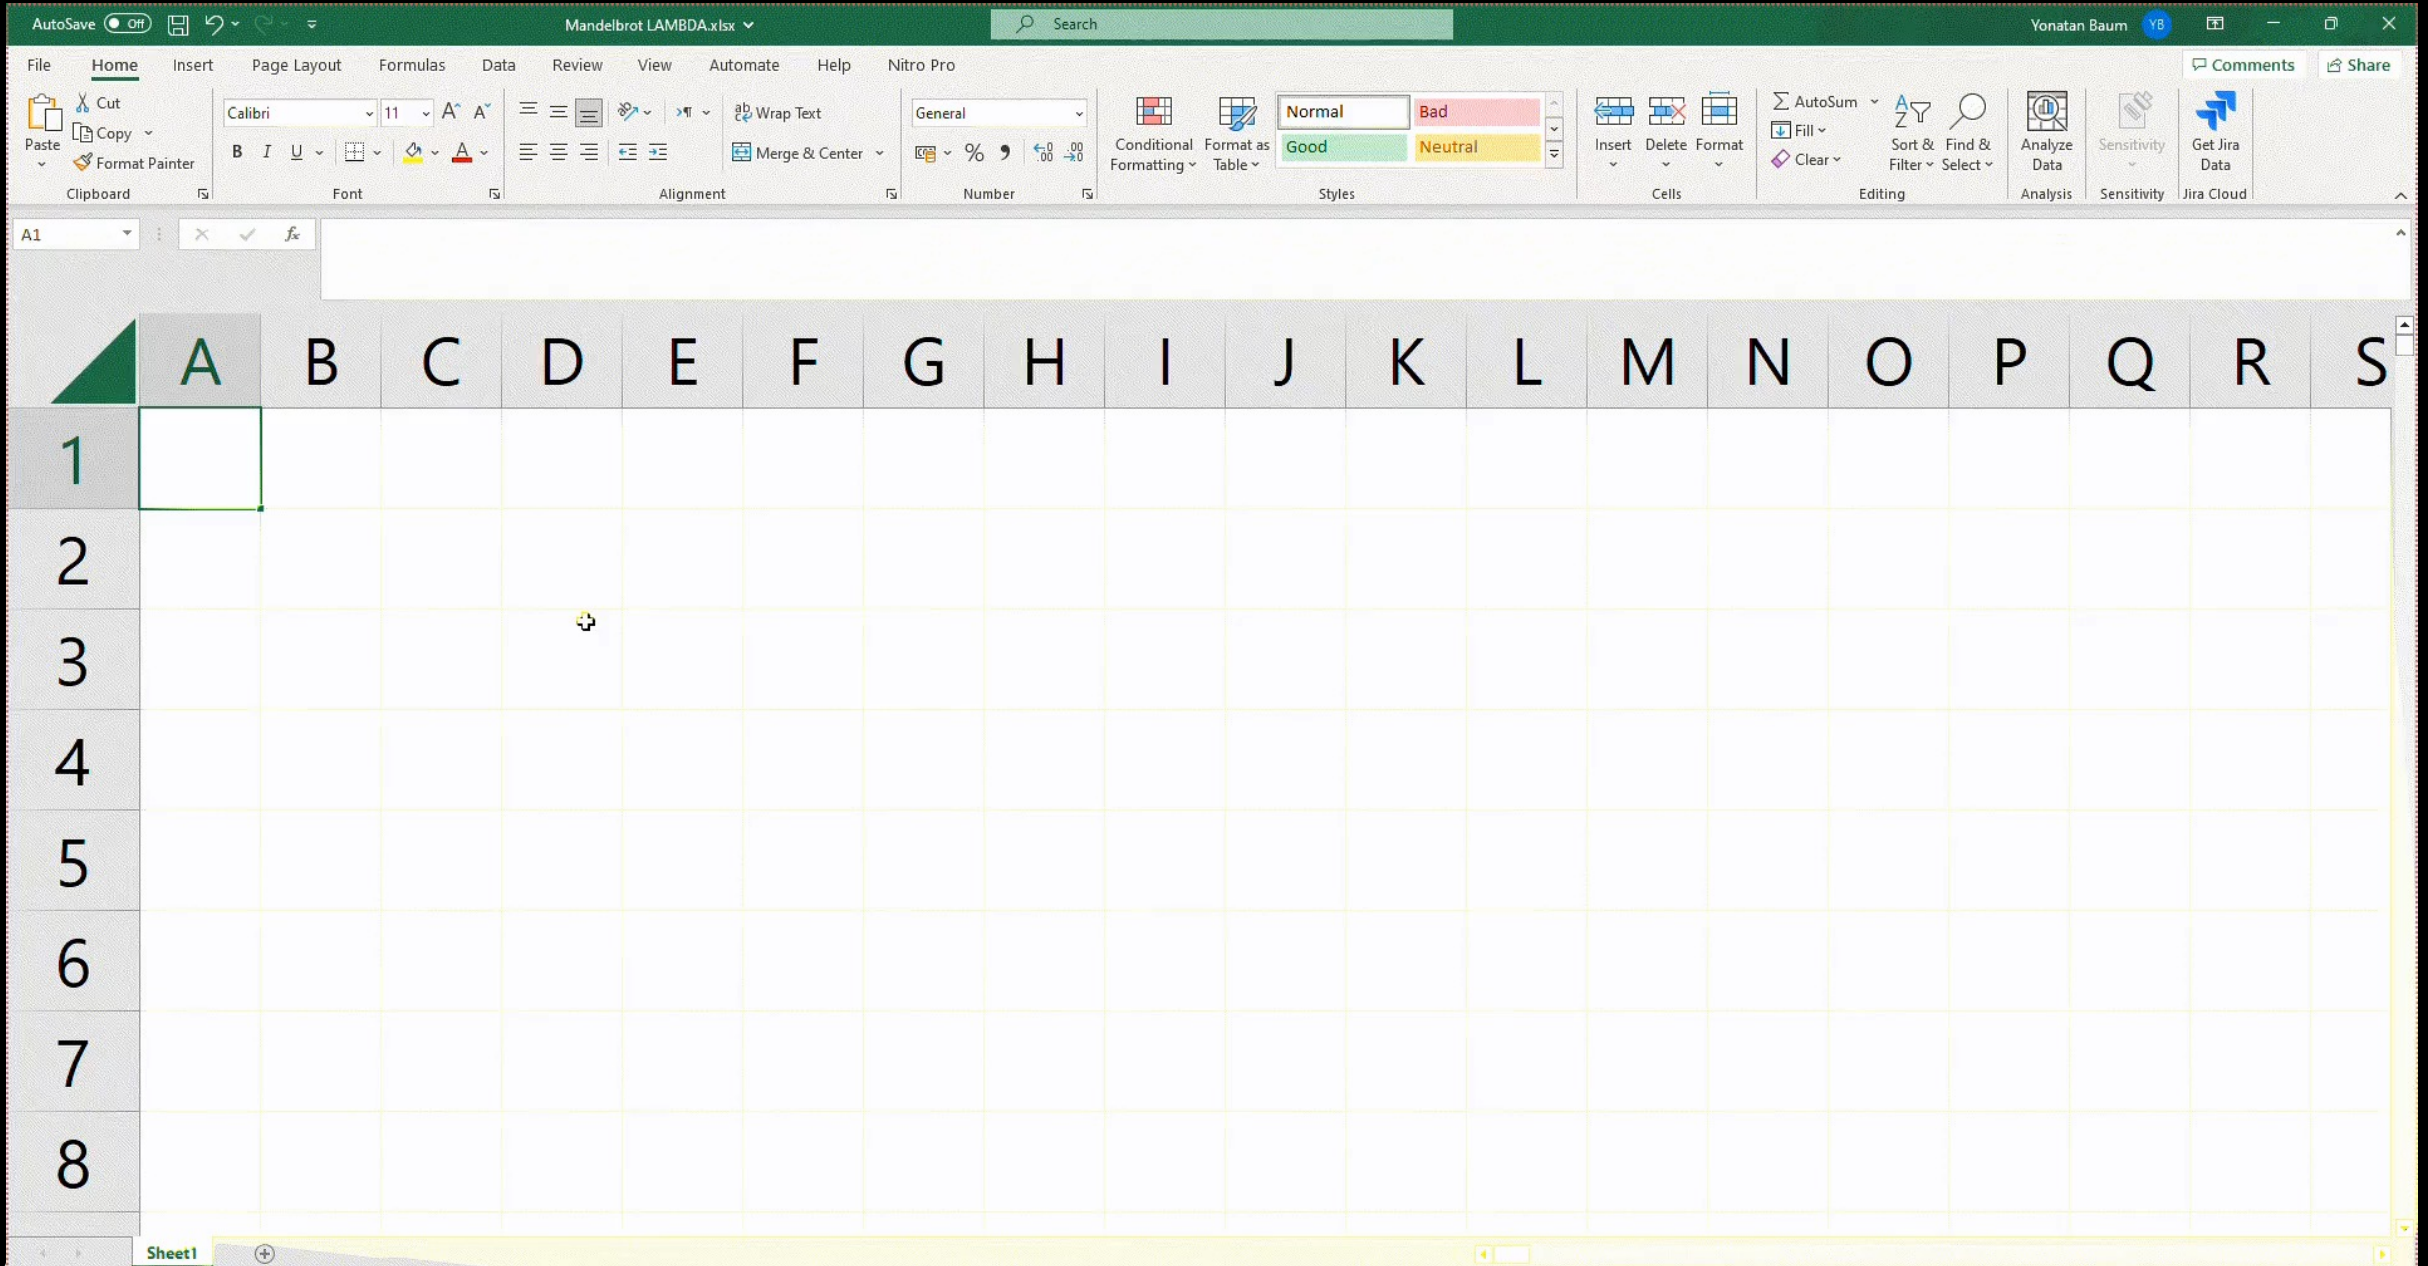 AutoSave Off Mandelbrot LAMBDA.xlsx Search Yonatan Baum YB
File Home Insert Page Layout Formulas Data Review View Automate Help Nitro Pro Comments Share
Paste
Cut
Copy
Format Painter
Clipboard
Calibri 11
B I U A
Font
ab Wrap Text
Merge & Center
Alignment
General
% 9
Number
Conditional Formatting
Format as Table
Normal Bad
Good Neutral
Styles
Insert Delete Format
Cells
AutoSum
Fill
Clear
Sort & Filter
Find & Select
Editing
Analyze Data
Analysis
Sensitivity
Sensitivity
Get Jira Data
Jira Cloud
A1 fx
A B C D E F G H I J K L M N O P Q R S
1
2
3
4
5
6
7
8
Sheet1